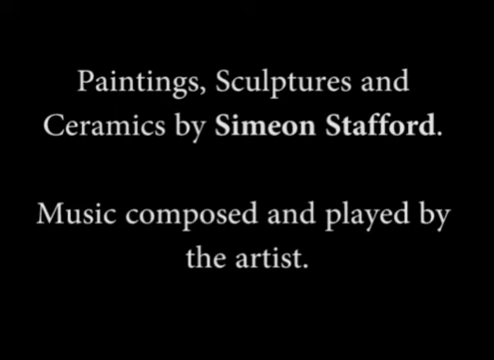 Paintings, Sculptures and
Ceramics by Simeon Stafford.
Music composed and played by
the artist.